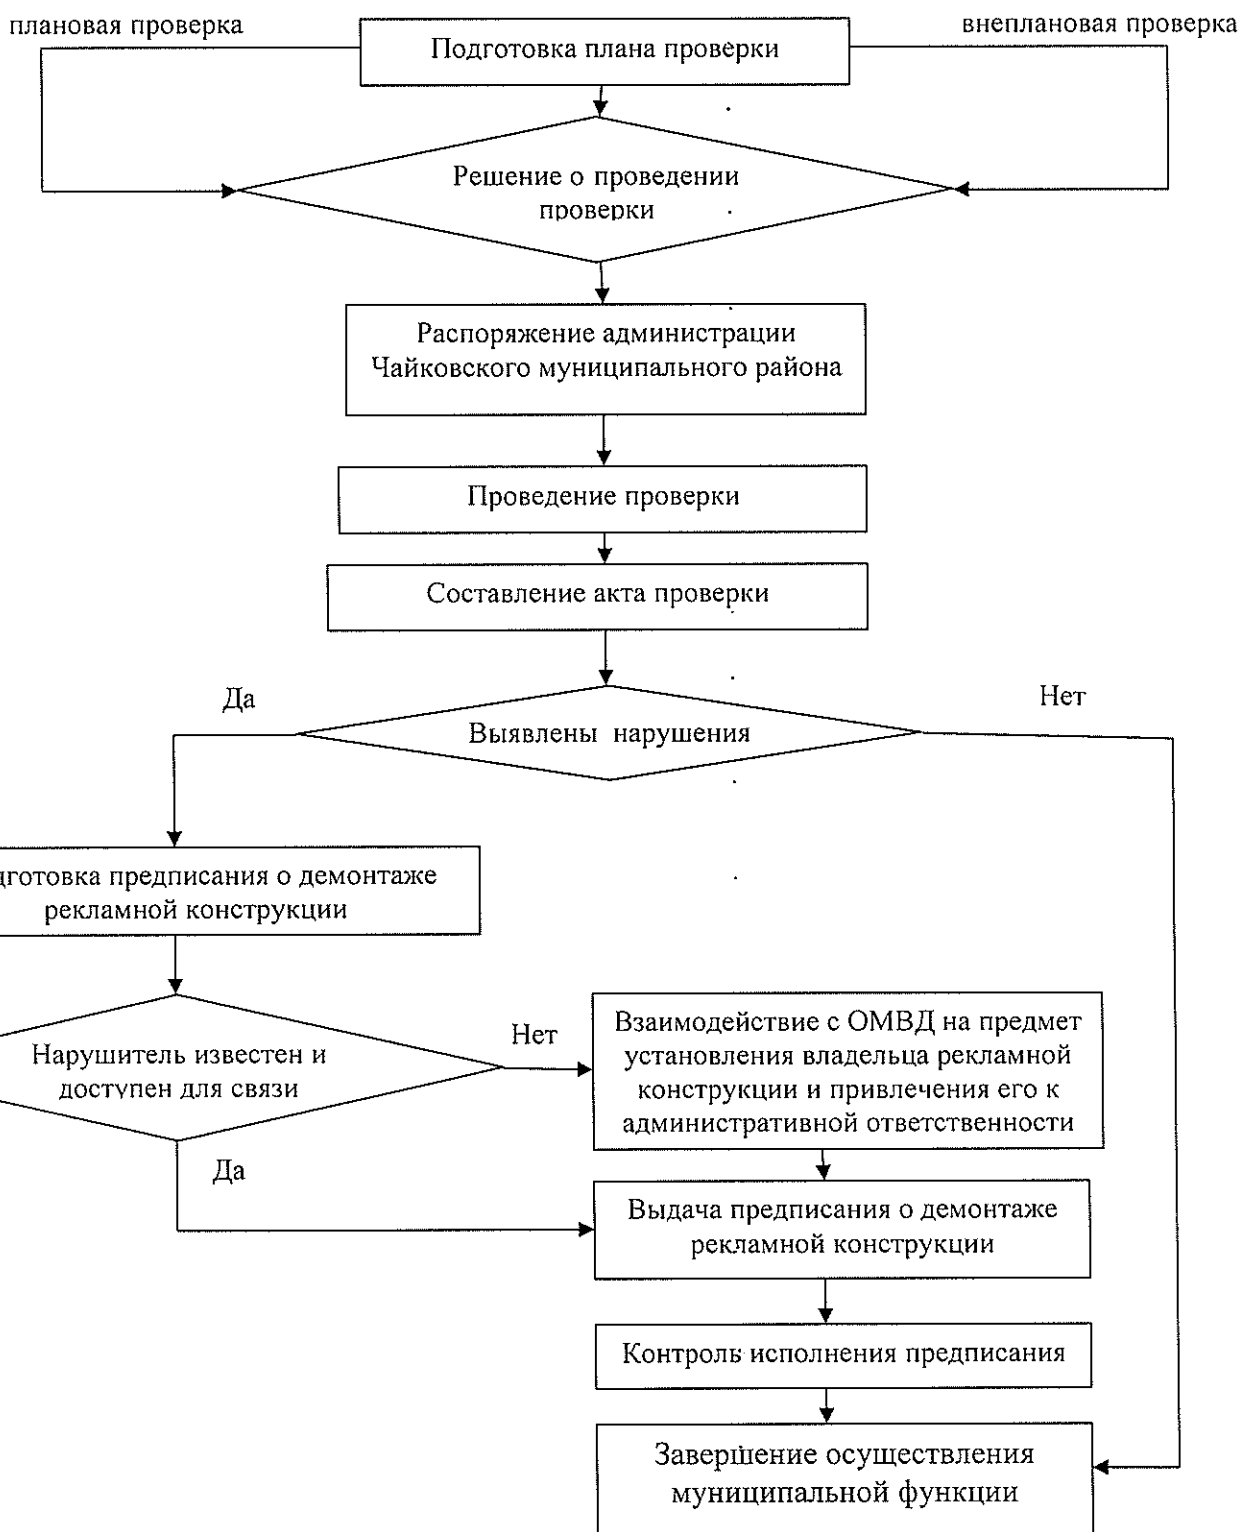 плановая проверка
внеплановая проверка
Подготовка плана проверки
Решение о проведении
проверки
Распоряжение администрации
Чайковского муниципального района
Проведение проверки
Составление акта проверки
Да
Нет
Выявлены нарушения
дготовка предписания о демонтаже
рекламной конструкции
Нарушитель известен и
доступен для связи
Нет
Взаимодействие с ОМВД на предмет
установления владельца рекламной
конструкции и привлечения его к
административной ответственности
Да
Выдача предписания о демонтаже
рекламной конструкции
Контроль исполнения предписания
Завершение осуществления
муниципальной функции